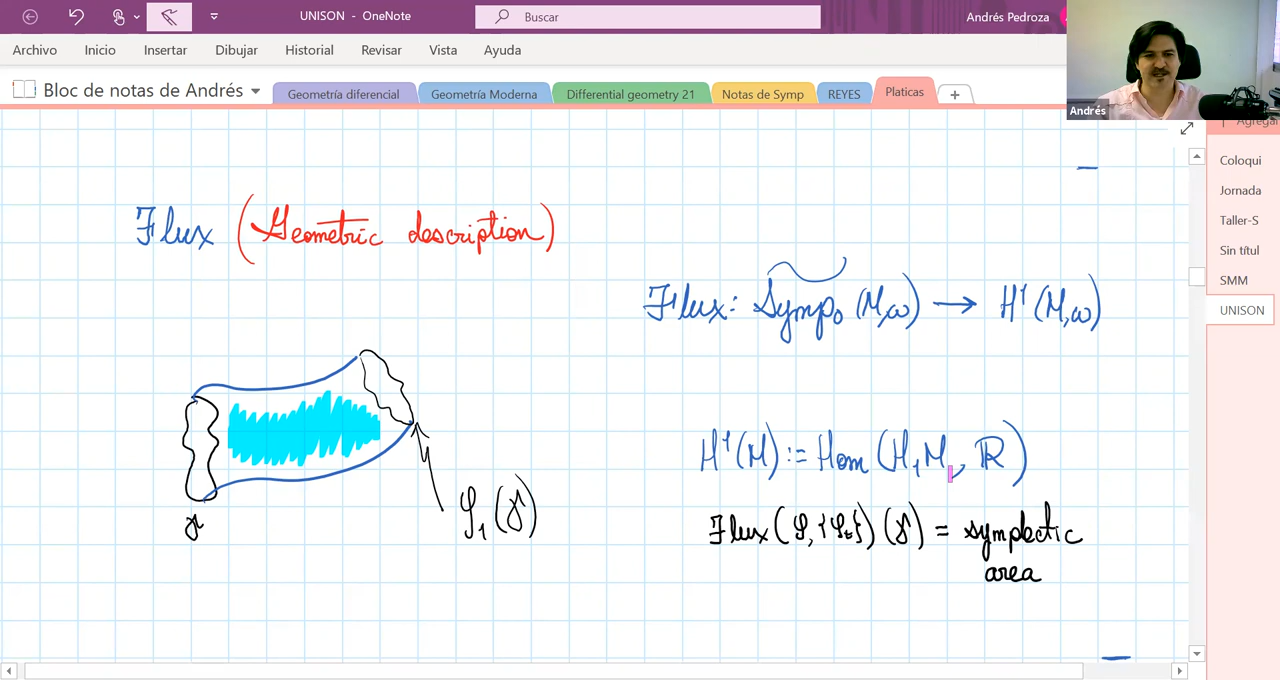 UNISON - OneNote
Buscar
Andrés Pedroza
Archivo Inicio Insertar Dibujar Historial Revisar Vista Ayuda
Bloc de notas de Andrés
Geometría diferencial
Geometría Moderna
Differential geometry 21
Notas de Symp
REYES
Platicas
Andrés
Agregar
Coloqui
Jornada
Taller-S
Sin títul
SMM
UNISON
Flux (Geometric description)
Flux: Symp₀ (M,ω) → H¹(M,ω)
H¹(M) := Hom (H₁M, ℝ)
γ
φ₁(γ)
Flux(φ,{φₜ})(γ) = symplectic
area